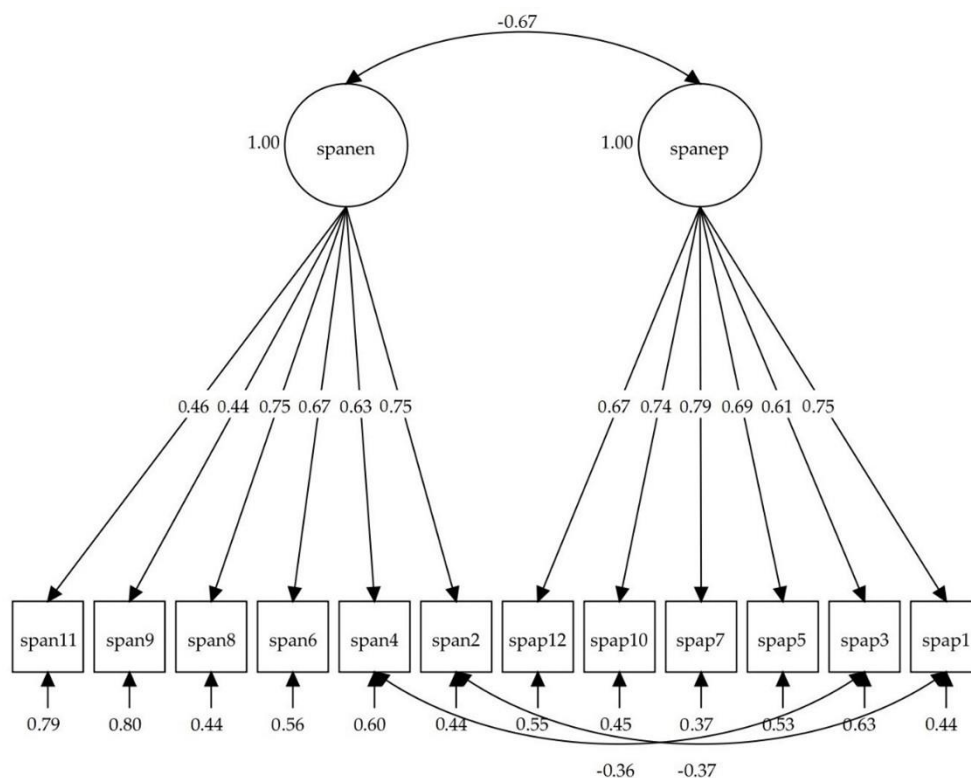 -0.67
1.00 spanen 1.00 spanep
0.46 0.44 0.75 0.67 0.63 0.75 0.67 0.74 0.79 0.69 0.61 0.75
span11 span9 span8 span6 span4 span2 spap12 spap10 spap7 spap5 spap3 spap1
0.79 0.80 0.44 0.56 0.60 0.44 0.55 0.45 0.37 0.53 0.63 0.44
-0.36 -0.37